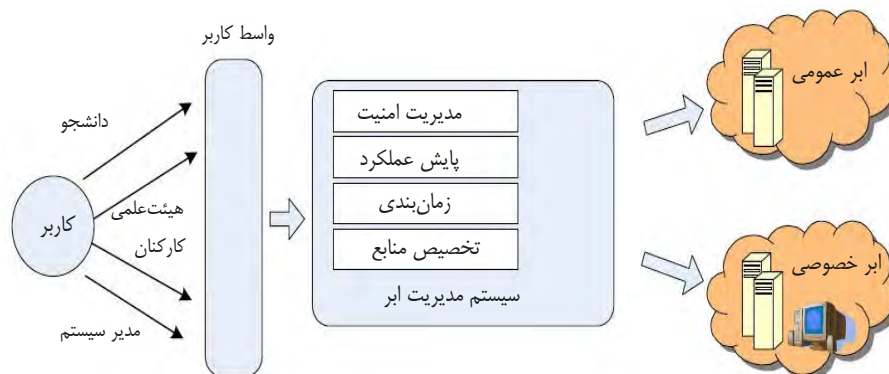 واسط کاربر
ابر عمومی
دانشجو
مدیریت امنیت
پایش عملکرد
هیئت‌علمی
زمان‌بندی
کاربر
کارکنان
تخصیص منابع
ابر خصوصی
سیستم مدیریت ابر
مدیر سیستم